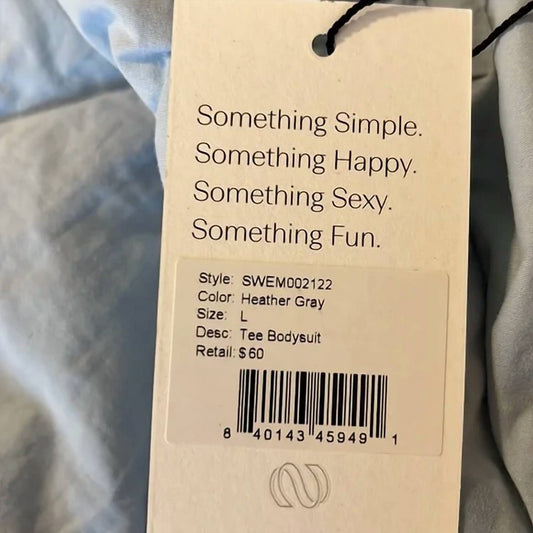 Something Simple.
Something Happy.
Something Sexy.
Something Fun.
Style: SWEM002122
Color: Heather Gray
Size: L
Desc: Tee Bodysuit
Retail: $60
8 40143 45949 1